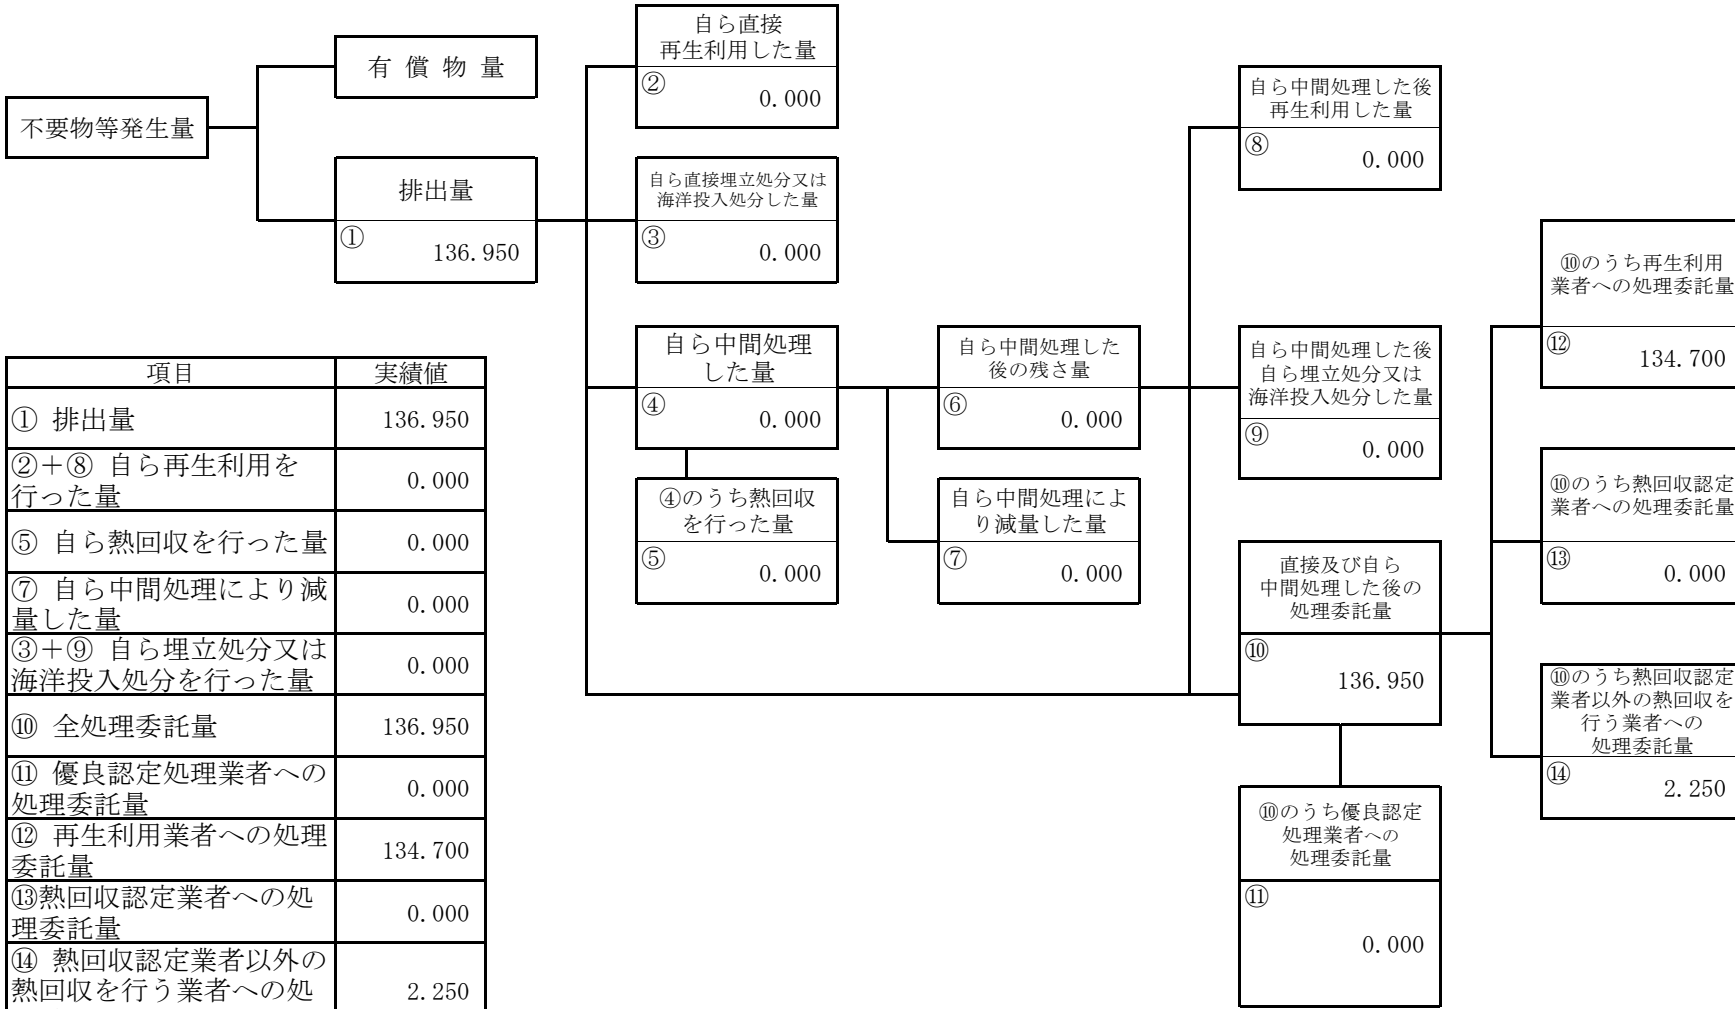 不要物等発生量
有 償 物 量
排出量
①
136.950
自ら直接
再生利用した量
②
0.000
自ら直接埋立処分又は
海洋投入処分した量
③
0.000
自ら中間処理
した量
④
0.000
④のうち熱回収
を行った量
⑤
0.000
自ら中間処理した
後の残さ量
⑥
0.000
自ら中間処理によ
り減量した量
⑦
0.000
自ら中間処理した後
再生利用した量
⑧
0.000
自ら中間処理した後
自ら埋立処分又は
海洋投入処分した量
⑨
0.000
直接及び自ら
中間処理した後の
処理委託量
⑩
136.950
⑩のうち優良認定
処理業者への
処理委託量
⑪
0.000
⑩のうち再生利用
業者への処理委託量
⑫
134.700
⑩のうち熱回収認定
業者への処理委託量
⑬
0.000
⑩のうち熱回収認定
業者以外の熱回収を
行う業者への
処理委託量
⑭
2.250
項目 実績値
① 排出量 136.950
②＋⑧ 自ら再生利用を
行った量 0.000
⑤ 自ら熱回収を行った量 0.000
⑦ 自ら中間処理により減
量した量 0.000
③＋⑨ 自ら埋立処分又は
海洋投入処分を行った量 0.000
⑩ 全処理委託量 136.950
⑪ 優良認定処理業者への
処理委託量 0.000
⑫ 再生利用業者への処理
委託量 134.700
⑬熱回収認定業者への処
理委託量 0.000
⑭ 熱回収認定業者以外の
熱回収を行う業者への処 2.250